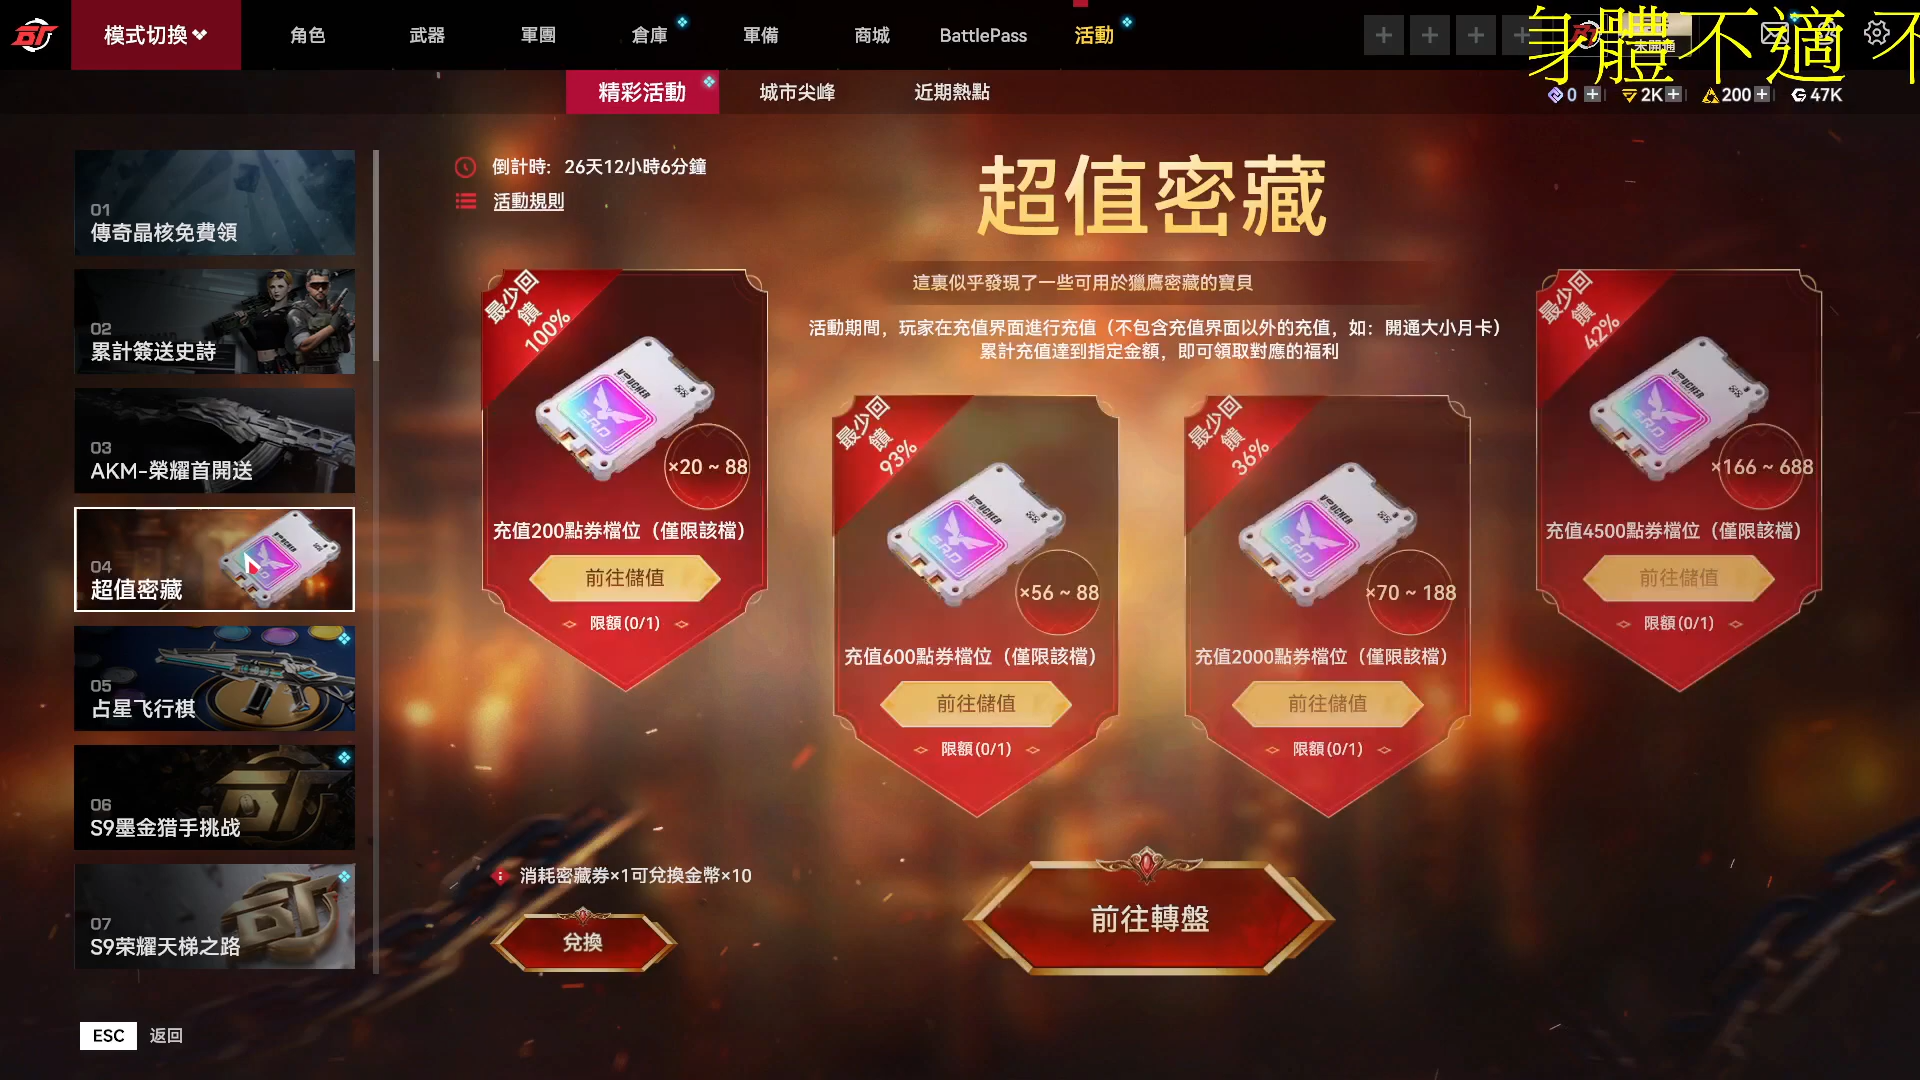 模式切換
角色
武器
軍團
倉庫
軍備
商城
BattlePass
活動
身體不適 不
未開通
0
2K
200
47K
精彩活動
城市尖峰
近期熱點
01
傳奇晶核免費領
02
累計簽送史詩
03
AKM-榮耀首開送
04
超值密藏
05
占星飞行棋
06
S9墨金猎手挑战
07
S9荣耀天梯之路
倒計時: 26天12小時6分鐘
活動規則
超值密藏
這裏似乎發現了一些可用於獵鷹密藏的寶貝
活動期間，玩家在充值界面進行充值（不包含充值界面以外的充值，如：開通大小月卡）
累計充值達到指定金額，即可領取對應的福利
最少回
饋
100%
VOUCHER
S.R.D
×20 ~ 88
充值200點券檔位（僅限該檔）
前往儲值
限額(0/1)
最少回
饋
93%
VOUCHER
S.R.D
×56 ~ 88
充值600點券檔位（僅限該檔）
前往儲值
限額(0/1)
最少回
饋
36%
VOUCHER
S.R.D
×70 ~ 188
充值2000點券檔位（僅限該檔）
前往儲值
限額(0/1)
最少回
饋
42%
VOUCHER
S.R.D
×166 ~ 688
充值4500點券檔位（僅限該檔）
前往儲值
限額(0/1)
消耗密藏券×1可兌換金幣×10
兌換
前往轉盤
ESC 返回